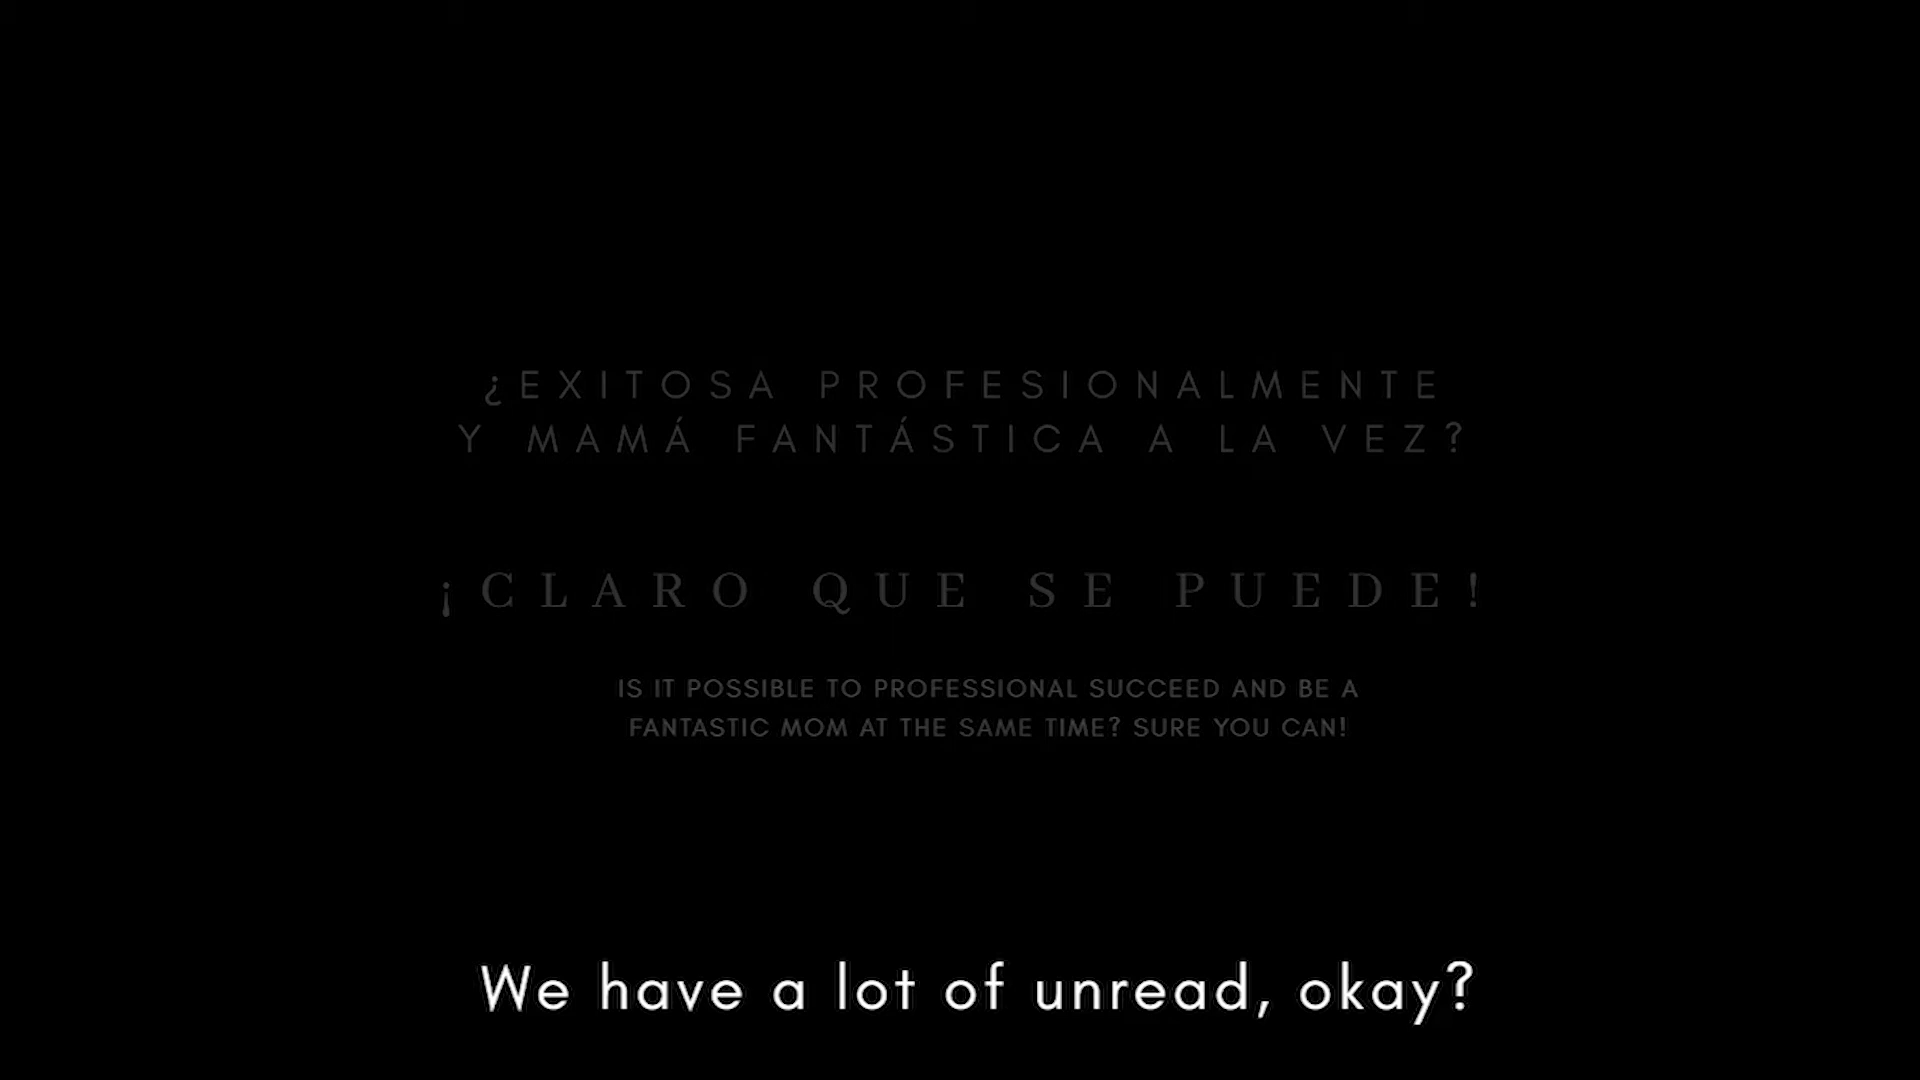 ¿EXITOSA PROFESIONALMENTE
Y MAMÁ FANTÁSTICA A LA VEZ?
¡CLARO QUE SE PUEDE!
IS IT POSSIBLE TO PROFESSIONAL SUCCEED AND BE A
FANTASTIC MOM AT THE SAME TIME? SURE YOU CAN!
We have a lot of unread, okay?